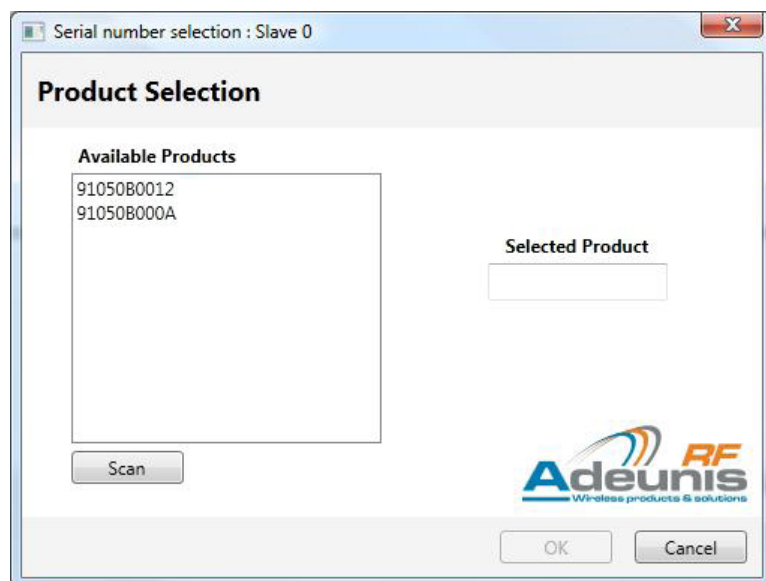 Serial number selection : Slave 0
Product Selection
Available Products
91050B0012
91050B000A
Selected Product
Scan
Adeunis RF
Wireless products & solutions
OK
Cancel